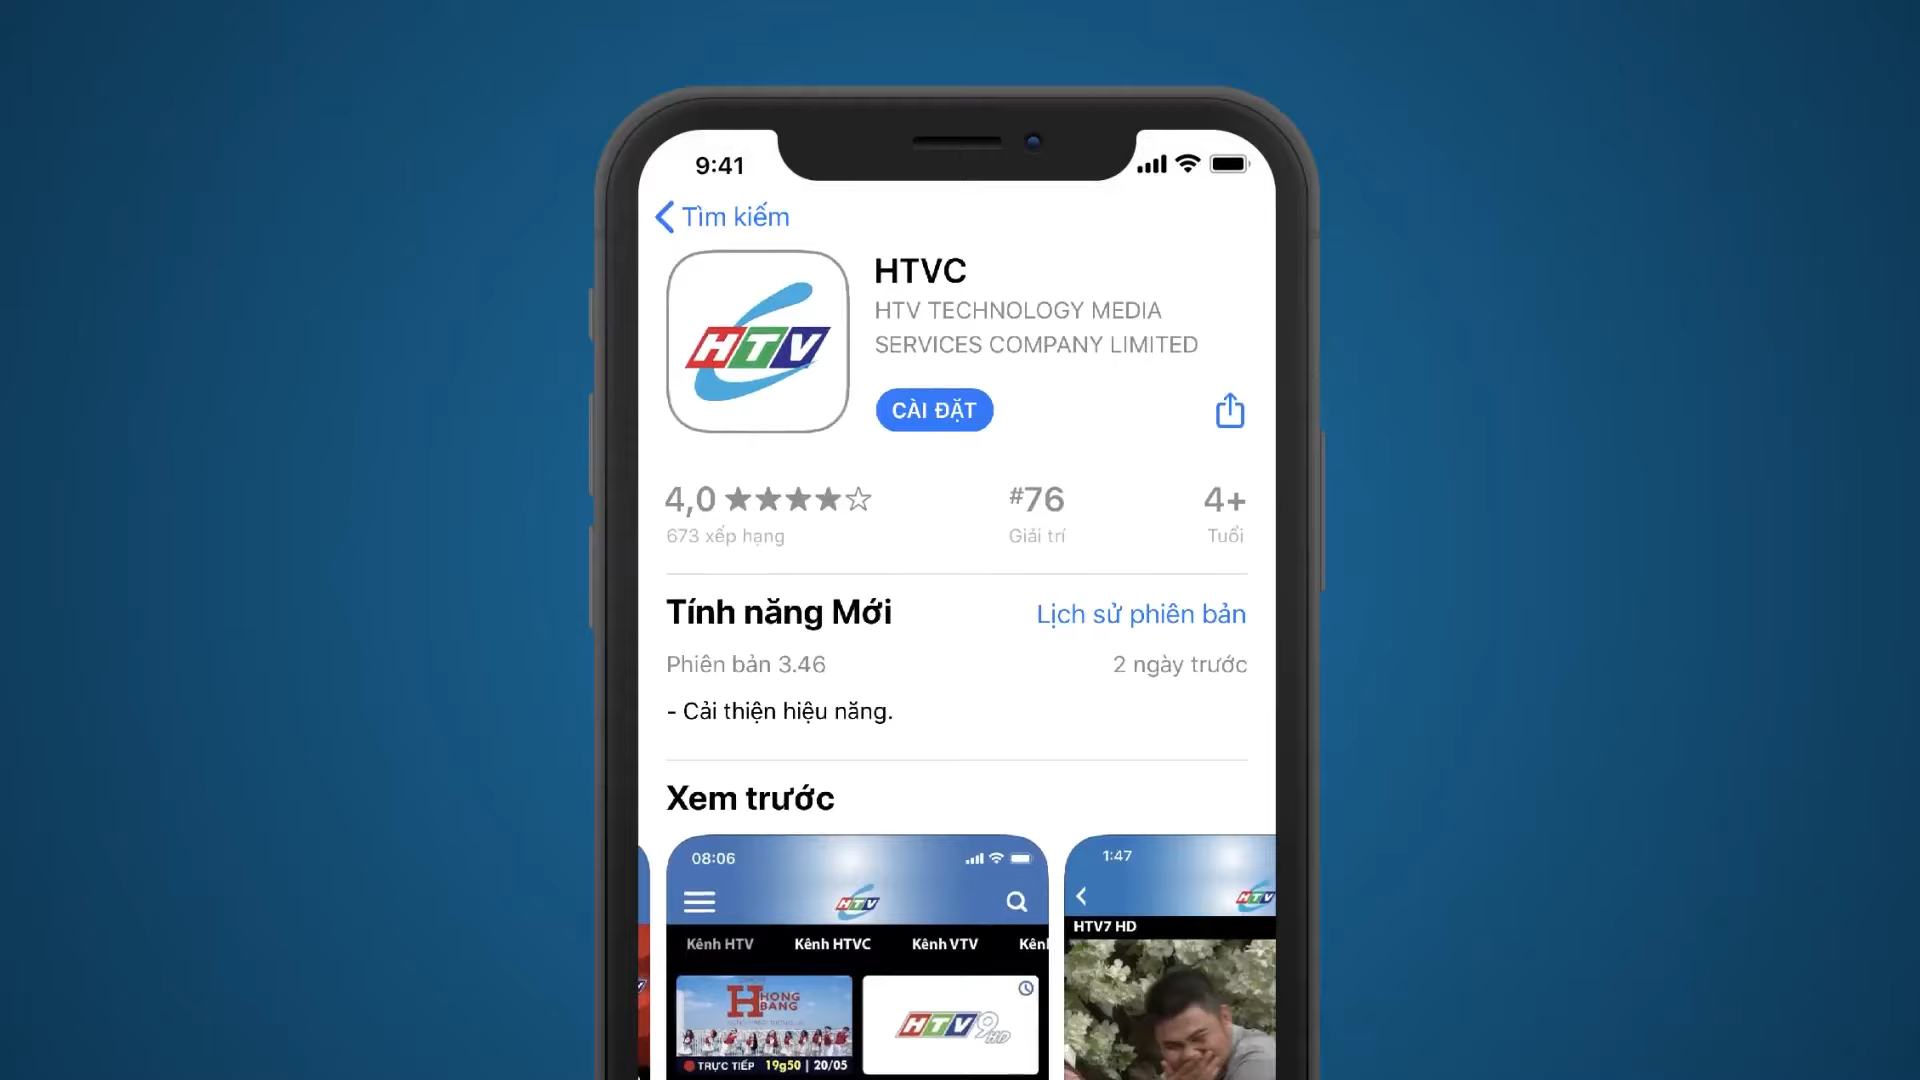 9:41
Tìm kiếm
HTV
HTVC
HTV TECHNOLOGY MEDIA
SERVICES COMPANY LIMITED
CÀI ĐẶT
4,0
#76
4+
673 xếp hạng
Giải trí
Tuổi
Tính năng Mới
Lịch sử phiên bản
Phiên bản 3.46
2 ngày trước
- Cải thiện hiệu năng.
Xem trước
08:06
HTV
Kênh HTV
Kênh HTVC
Kênh VTV
HONG
BANG
TRỰC TIẾP 19g50 | 20/05
HTV9
HD
1:47
HTV
HTV7 HD